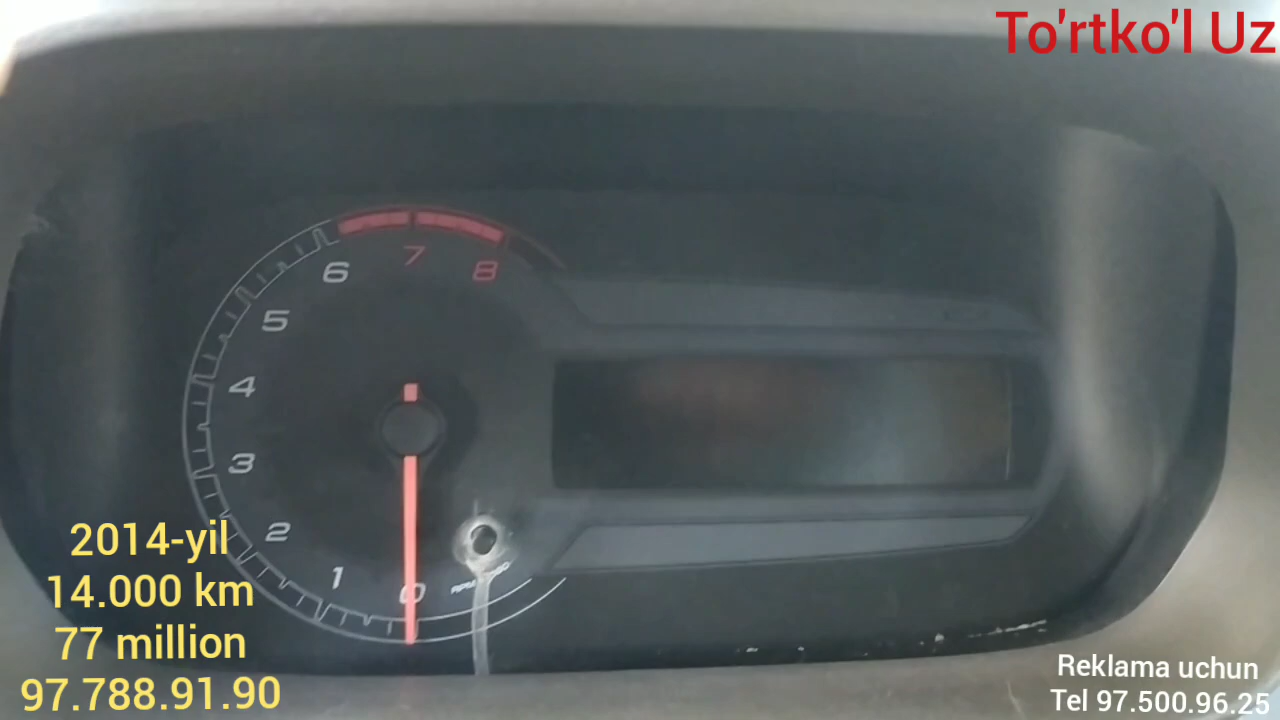 To'rtko'l Uz
7
6
8
5
4
3
2
1
0
2014-yil
14.000 km
77 million
97.788.91.90
Reklama uchun
Tel 97.500.96.25